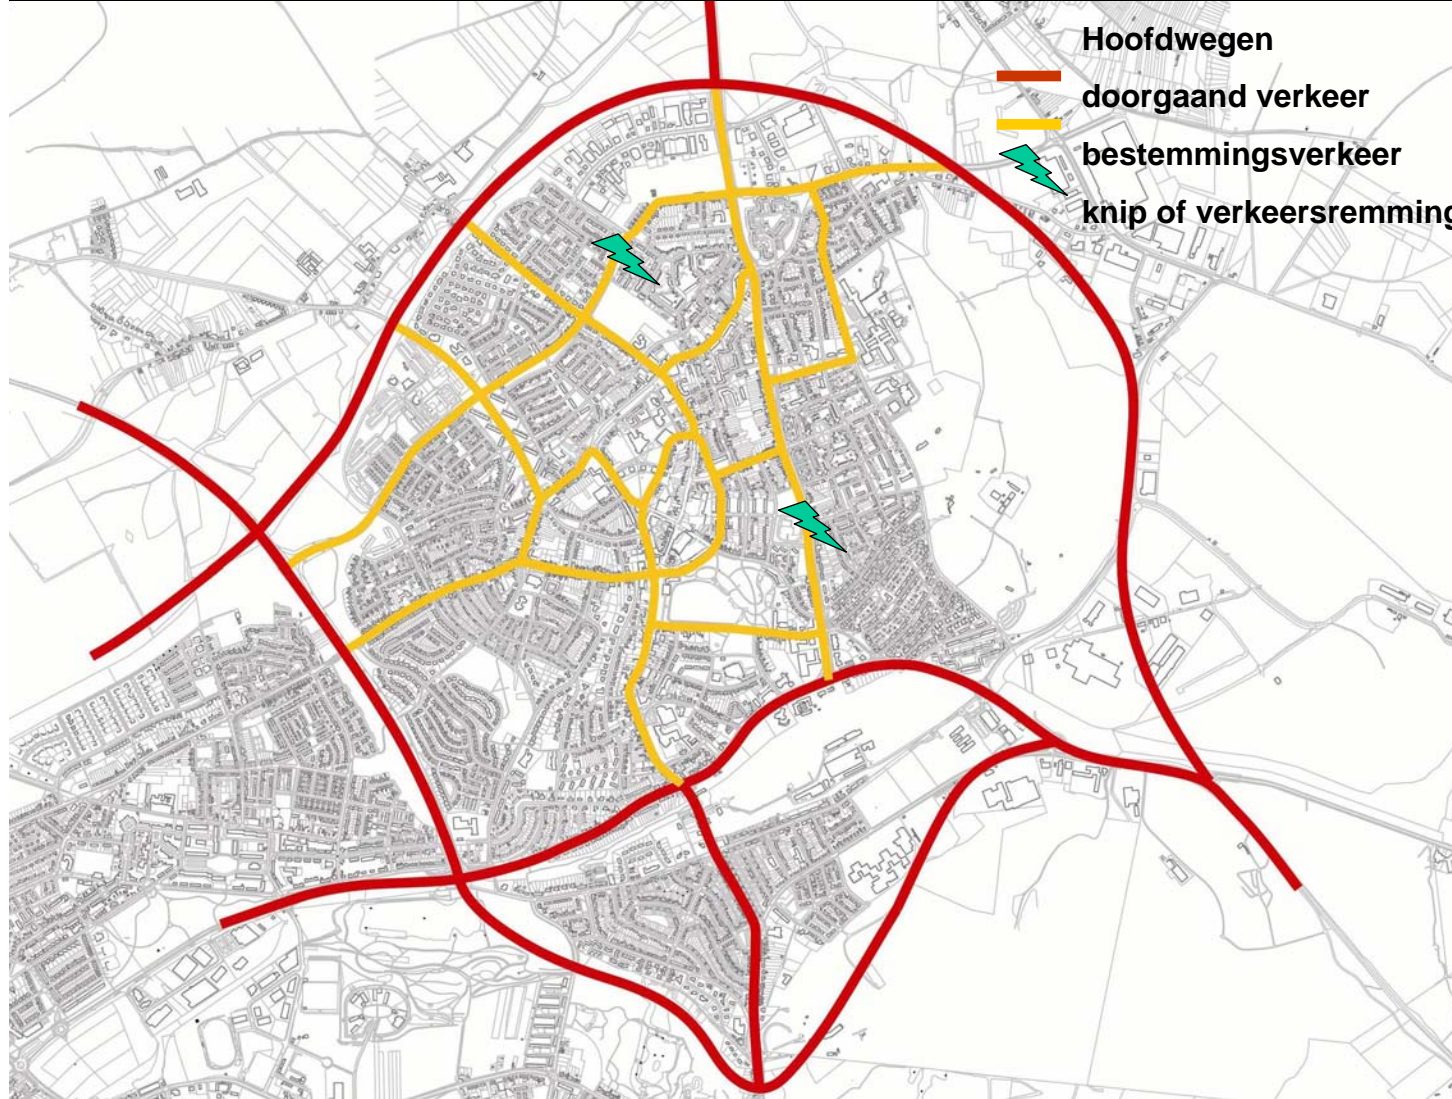 Hoofdwegen
doorgaand verkeer
bestemmingsverkeer
knip of verkeersremming